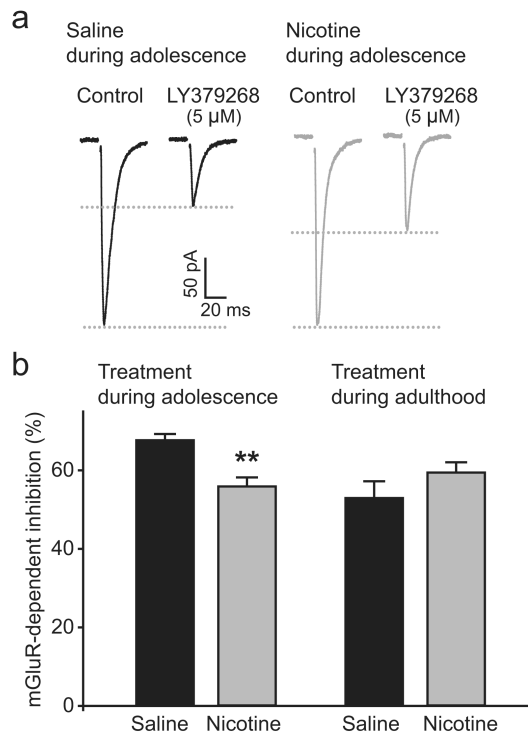 a
Saline
during adolescence
Nicotine
during adolescence
Control
LY379268
(5 µM)
Control
LY379268
(5 µM)
50 pA
20 ms
b
Treatment
during adolescence
Treatment
during adulthood
mGluR-dependent inhibition (%)
60
40
20
0
**
Saline
Nicotine
Saline
Nicotine